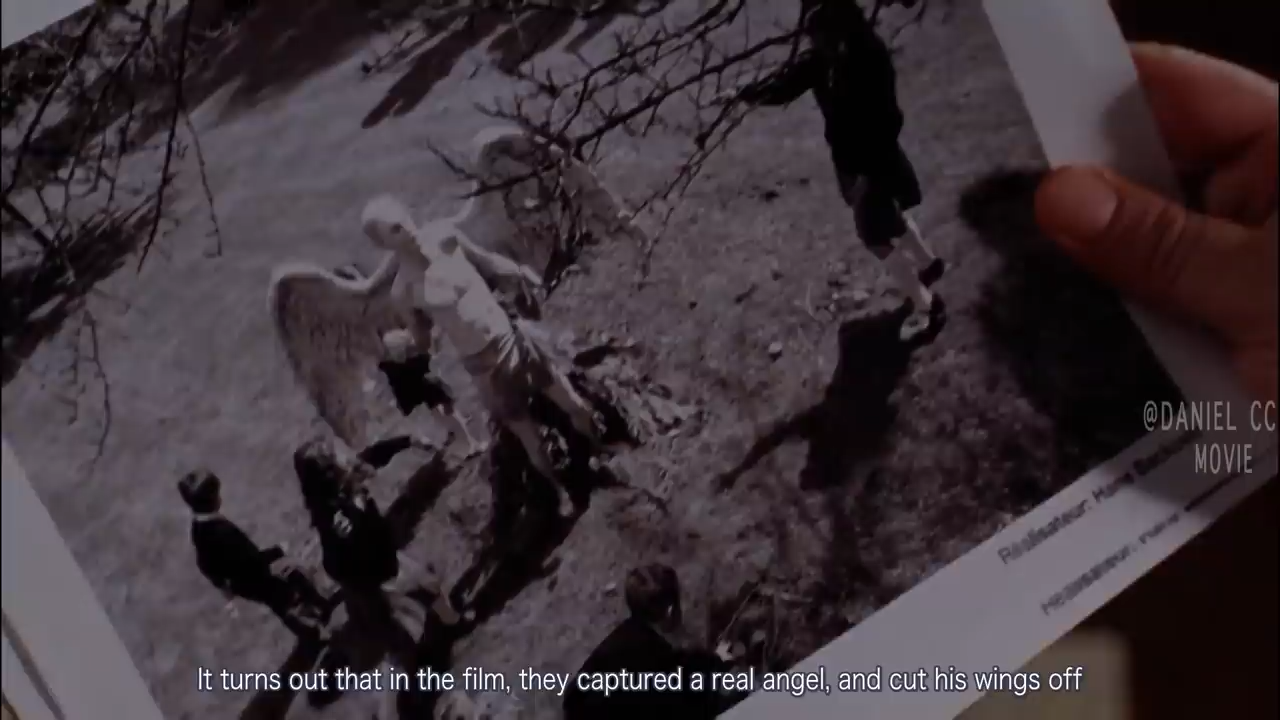 @DANIEL CC
MOVIE
Réalisateur:
It turns out that in the film, they captured a real angel, and cut his wings off